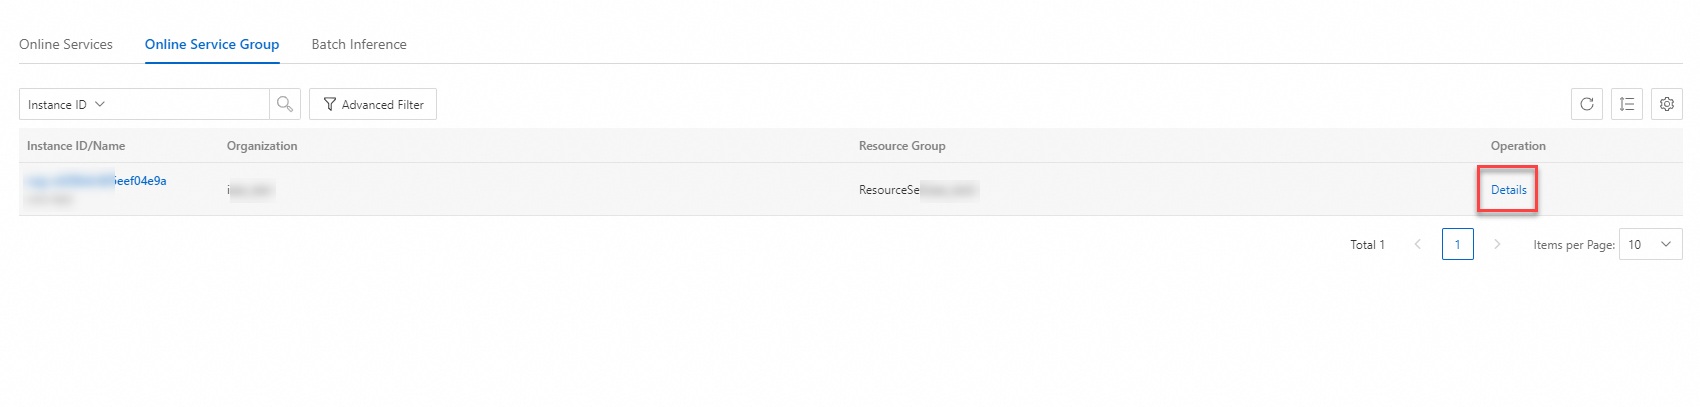 Online Services Online Service Group Batch Inference
Instance ID Advanced Filter
Instance ID/Name Organization Resource Group Operation
eef04e9a
ResourceSe Details
Total 1 1 Items per Page: 10